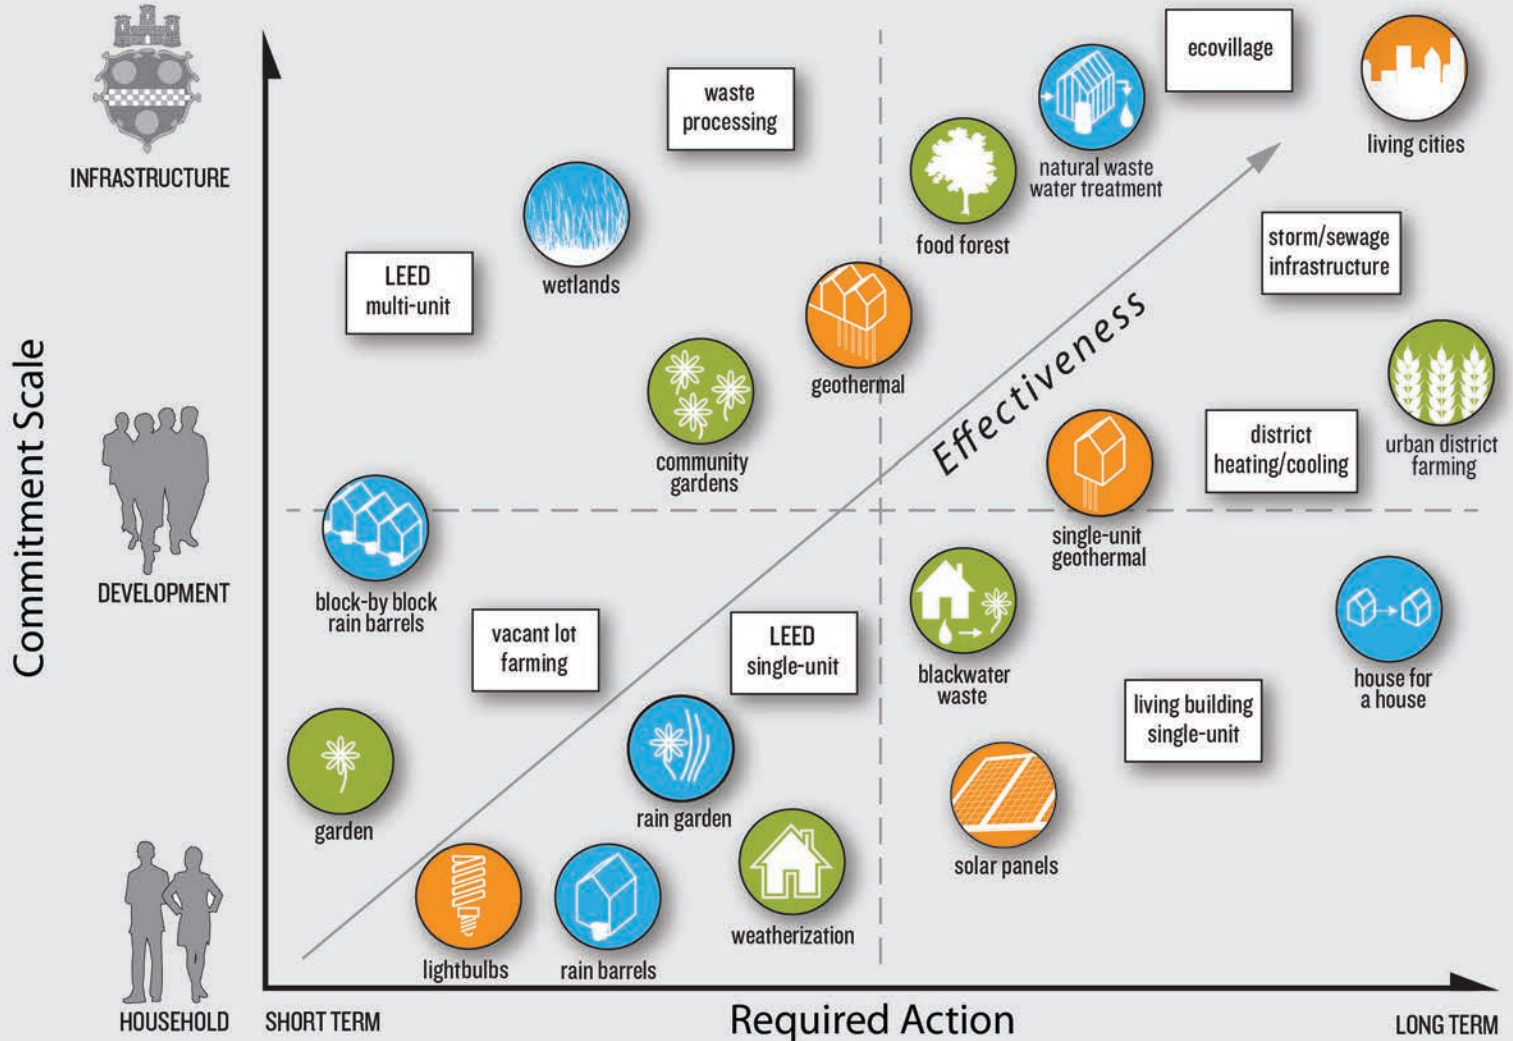 ecovillage
waste
processing
living cities
natural waste
water treatment
INFRASTRUCTURE
food forest
storm/sewage
infrastructure
LEED
multi-unit
wetlands
geothermal
Effectiveness
Commitment Scale
community
gardens
district
heating/cooling
urban district
farming
single-unit
geothermal
DEVELOPMENT
block-by block
rain barrels
vacant lot
farming
LEED
single-unit
blackwater
waste
house for
a house
living building
single-unit
garden
rain garden
solar panels
weatherization
lightbulbs
rain barrels
HOUSEHOLD
SHORT TERM
Required Action
LONG TERM